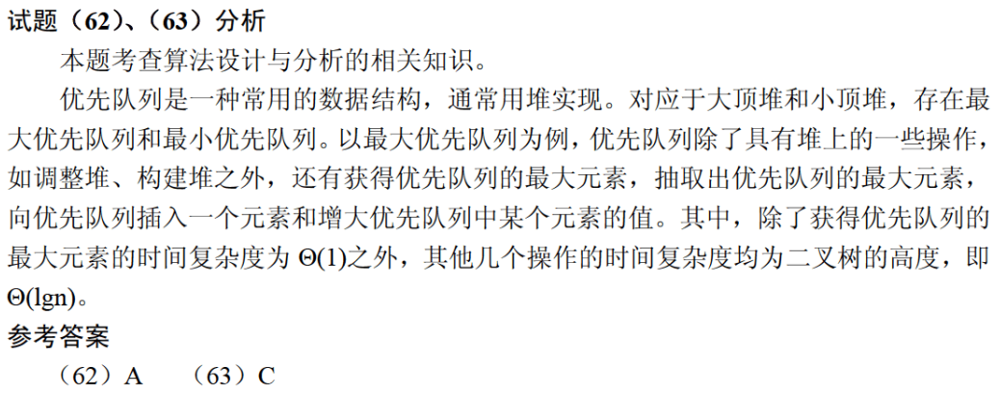 试题（62）、（63）分析
本题考查算法设计与分析的相关知识。
优先队列是一种常用的数据结构，通常用堆实现。对应于大顶堆和小顶堆，存在最
大优先队列和最小优先队列。以最大优先队列为例，优先队列除了具有堆上的一些操作，
如调整堆、构建堆之外，还有获得优先队列的最大元素，抽取出优先队列的最大元素，
向优先队列插入一个元素和增大优先队列中某个元素的值。其中，除了获得优先队列的
最大元素的时间复杂度为 Θ(1)之外，其他几个操作的时间复杂度均为二叉树的高度，即
Θ(lgn)。
参考答案
（62）A （63）C